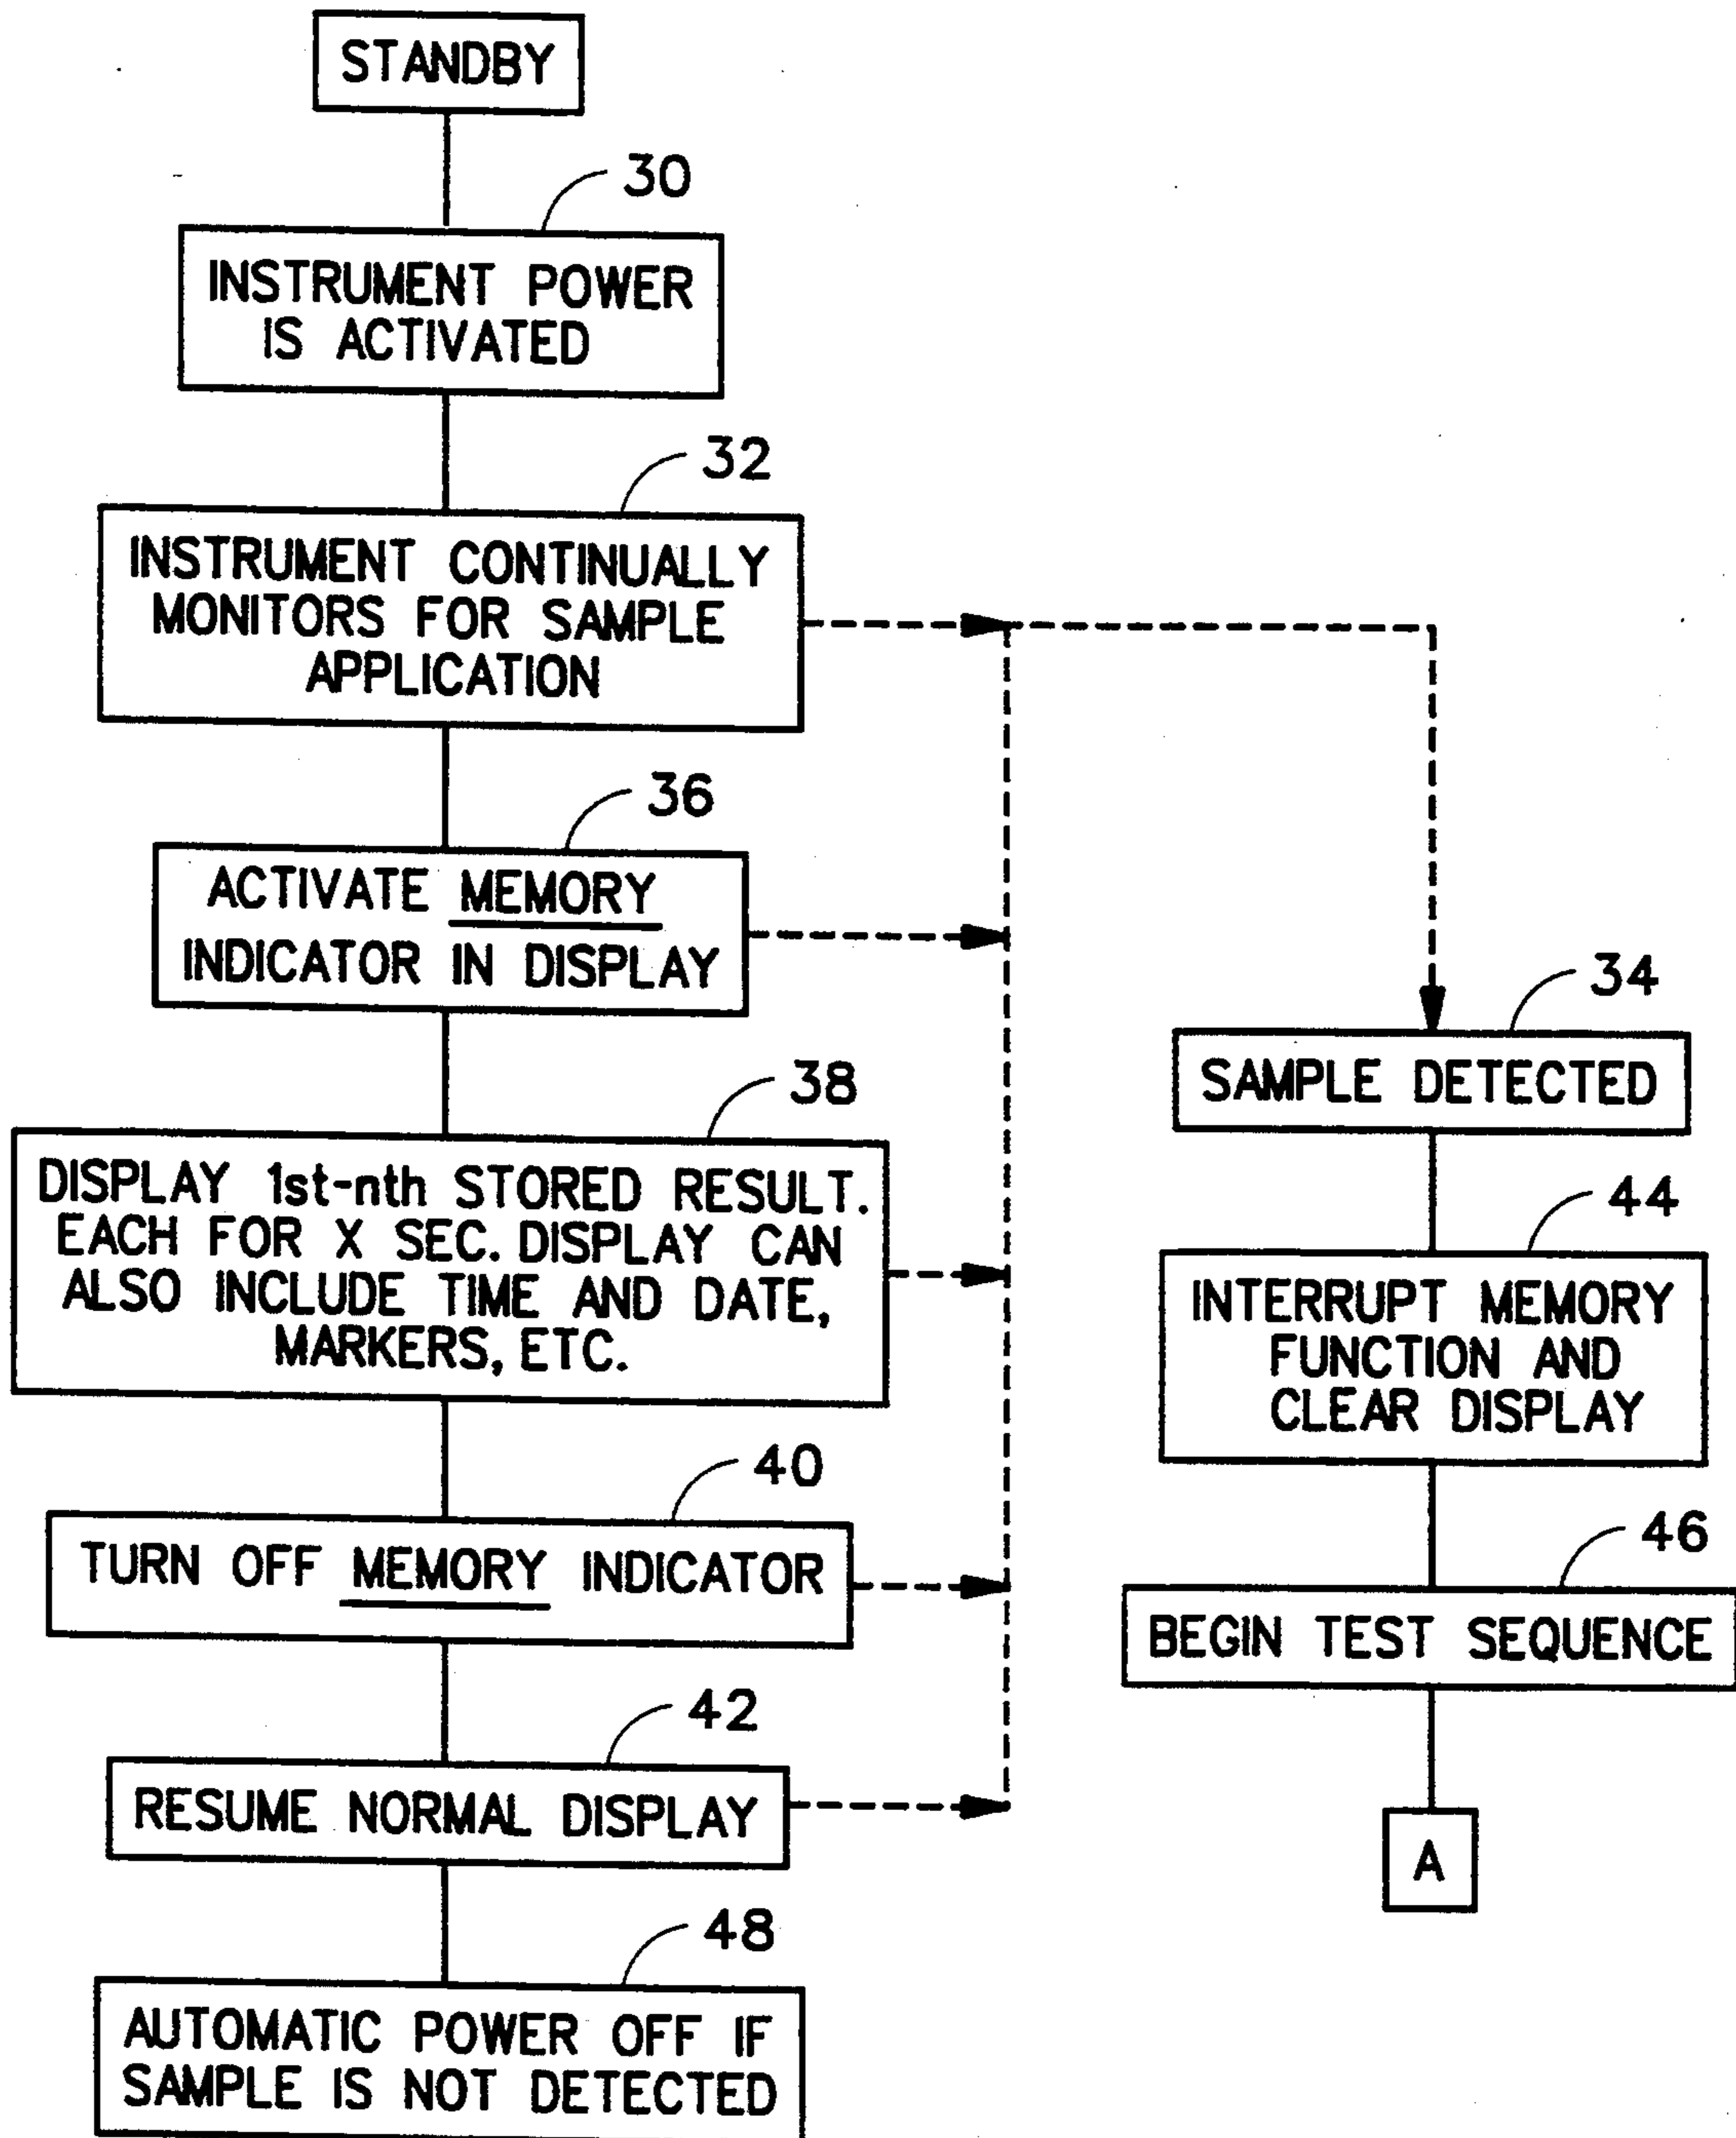 STANDBY
30
INSTRUMENT POWER
IS ACTIVATED
32
INSTRUMENT CONTINUALLY
MONITORS FOR SAMPLE
APPLICATION
36
ACTIVATE MEMORY
INDICATOR IN DISPLAY
38
DISPLAY 1st-nth STORED RESULT.
EACH FOR X SEC. DISPLAY CAN
ALSO INCLUDE TIME AND DATE,
MARKERS, ETC.
40
TURN OFF MEMORY INDICATOR
42
RESUME NORMAL DISPLAY
48
AUTOMATIC POWER OFF IF
SAMPLE IS NOT DETECTED
34
SAMPLE DETECTED
44
INTERRUPT MEMORY
FUNCTION AND
CLEAR DISPLAY
46
BEGIN TEST SEQUENCE
A